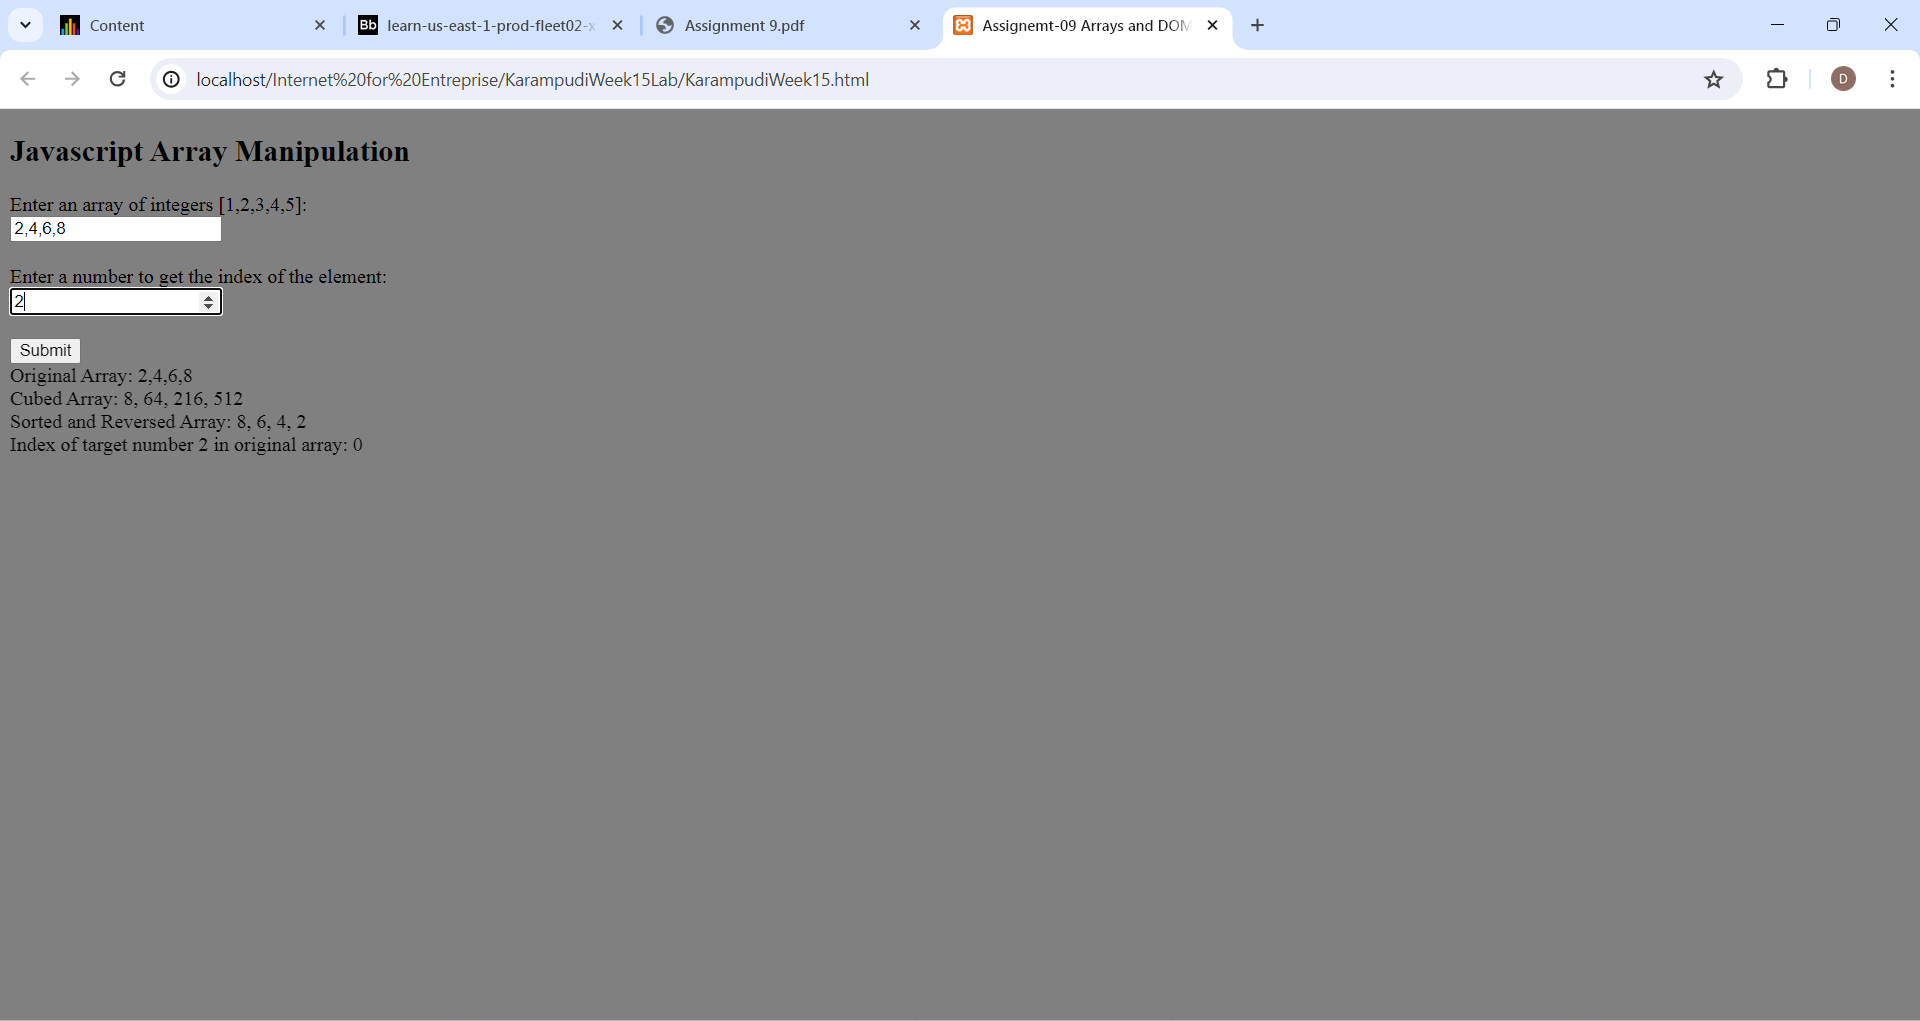 Content
Bb learn-us-east-1-prod-fleet02-x
Assignment 9.pdf
Assignemt-09 Arrays and DOM
localhost/Internet%20for%20Entreprise/KarampudiWeek15Lab/KarampudiWeek15.html
D
Javascript Array Manipulation
Enter an array of integers [1,2,3,4,5]:
2,4,6,8
Enter a number to get the index of the element:
2
Submit
Original Array: 2,4,6,8
Cubed Array: 8, 64, 216, 512
Sorted and Reversed Array: 8, 6, 4, 2
Index of target number 2 in original array: 0